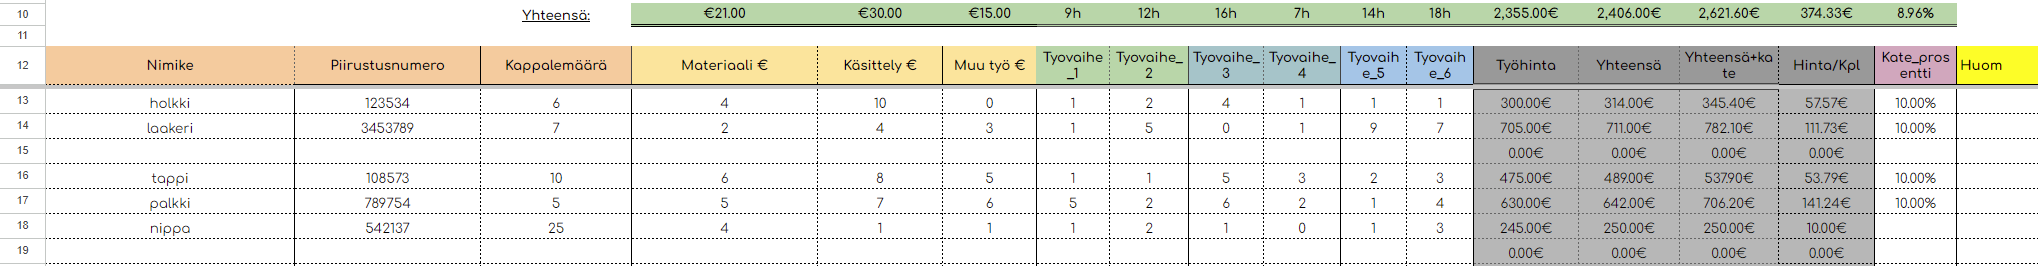 10 Yhteensä: €21.00 €30.00 €15.00 9h 12h 16h 7h 14h 18h 2,355.00€ 2,406.00€ 2,621.60€ 374.33€ 8.96%
11
12 Nimike Piirustusnumero Kappalemäärä Materiaali € Käsittely € Muu työ € Tyovaihe_1 Tyovaihe_2 Tyovaihe_3 Tyovaihe_4 Tyovaihe_5 Tyovaihe_6 Työhinta Yhteensä Yhteensä+kate Hinta/Kpl Kate_prosentti Huom
13 holkki 123534 6 4 10 0 1 2 4 1 1 1 300.00€ 314.00€ 345.40€ 57.57€ 10.00%
14 laakeri 3453789 7 2 4 3 1 5 0 1 9 7 705.00€ 711.00€ 782.10€ 111.73€ 10.00%
15 0.00€ 0.00€ 0.00€ 0.00€
16 tappi 108573 10 6 8 5 1 1 5 3 2 3 475.00€ 489.00€ 537.90€ 53.79€ 10.00%
17 palkki 789754 5 5 7 6 5 2 6 2 1 4 630.00€ 642.00€ 706.20€ 141.24€ 10.00%
18 nippa 542137 25 4 1 1 1 2 1 0 1 3 245.00€ 250.00€ 250.00€ 10.00€
19 0.00€ 0.00€ 0.00€ 0.00€